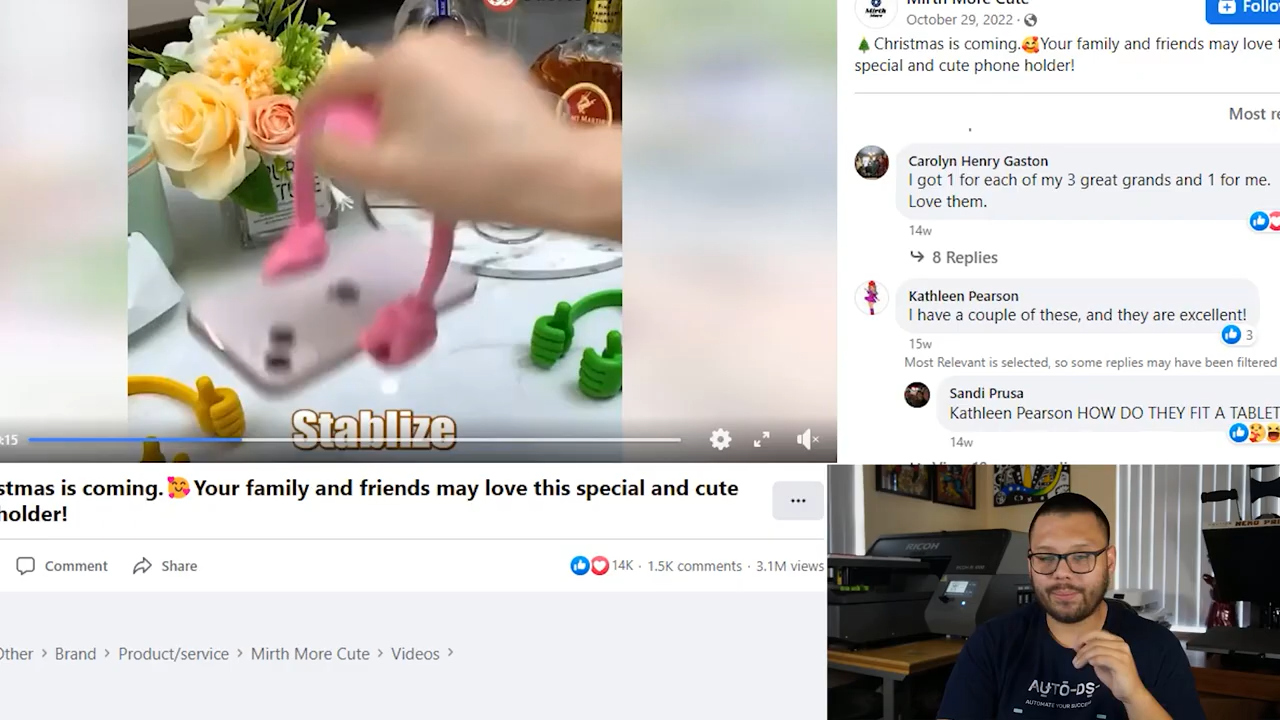 Mirth More Cute
October 29, 2022 ·
Follo
Christmas is coming. Your family and friends may love t
special and cute phone holder!
Most re
Carolyn Henry Gaston
I got 1 for each of my 3 great grands and 1 for me.
Love them.
14w
8 Replies
Kathleen Pearson
I have a couple of these, and they are excellent!
3
15w
Most Relevant is selected, so some replies may have been filtered
Sandi Prusa
Kathleen Pearson HOW DO THEY FIT A TABLET
14w
Stablize
:15
stmas is coming. Your family and friends may love this special and cute
holder!
...
Comment
Share
14K · 1.5K comments · 3.1M views
Other > Brand > Product/service > Mirth More Cute > Videos >
RICOH
AUTO-DS
AUTOMATE YOUR SUCCESS